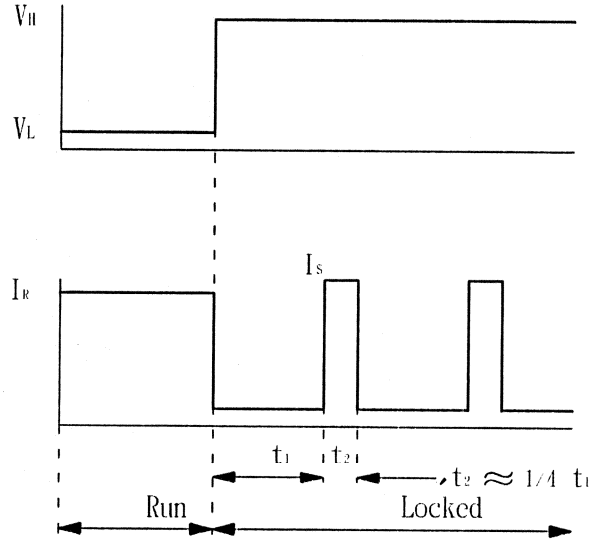 VH
VL
IR
IS
t1
t2
t2 ≈ 1/4 t1
Run
Locked